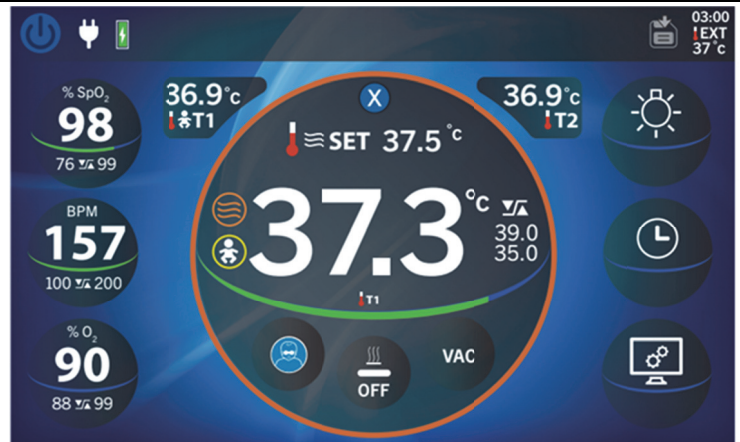 03:00
EXT
37 °c
% SpO2
98
76 99
36.9°c
T1
X
36.9°c
T2
SET 37.5 °c
BPM
157
100 200
37.3 °c
39.0
35.0
T1
% O2
90
88 99
OFF
VAC